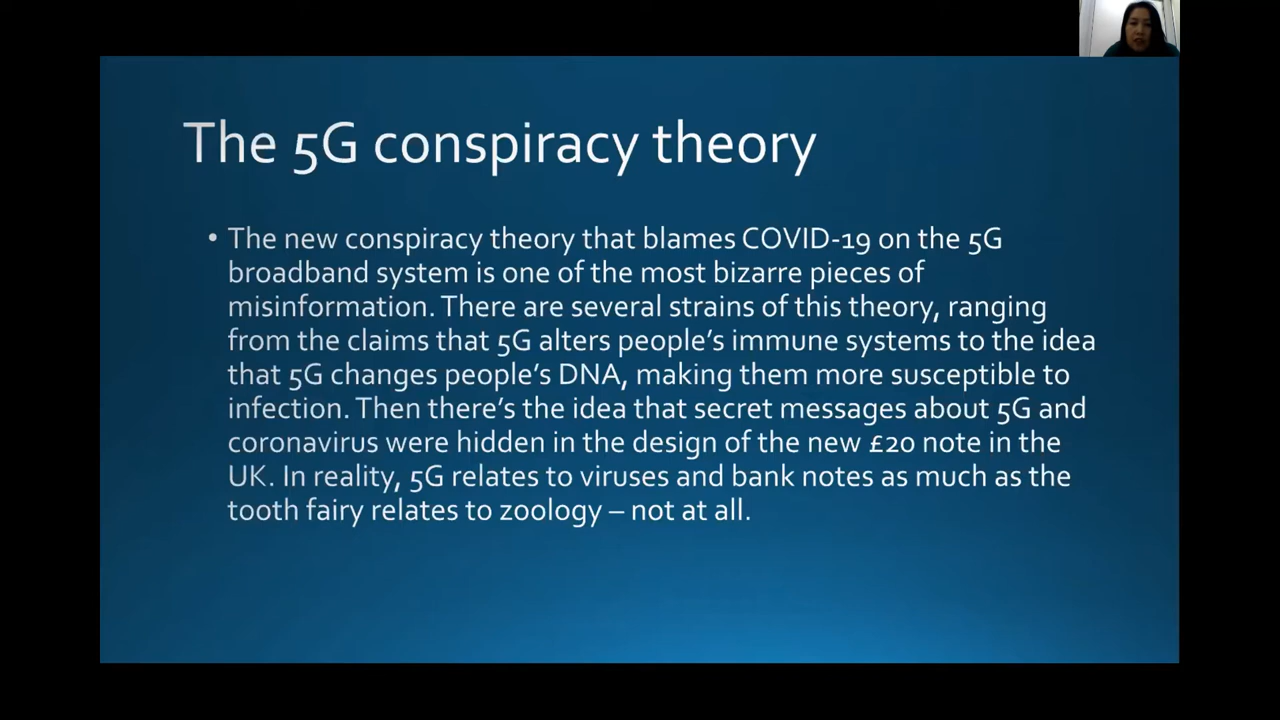 The 5G conspiracy theory
• The new conspiracy theory that blames COVID-19 on the 5G
broadband system is one of the most bizarre pieces of
misinformation. There are several strains of this theory, ranging
from the claims that 5G alters people’s immune systems to the idea
that 5G changes people’s DNA, making them more susceptible to
infection. Then there’s the idea that secret messages about 5G and
coronavirus were hidden in the design of the new £20 note in the
UK. In reality, 5G relates to viruses and bank notes as much as the
tooth fairy relates to zoology – not at all.